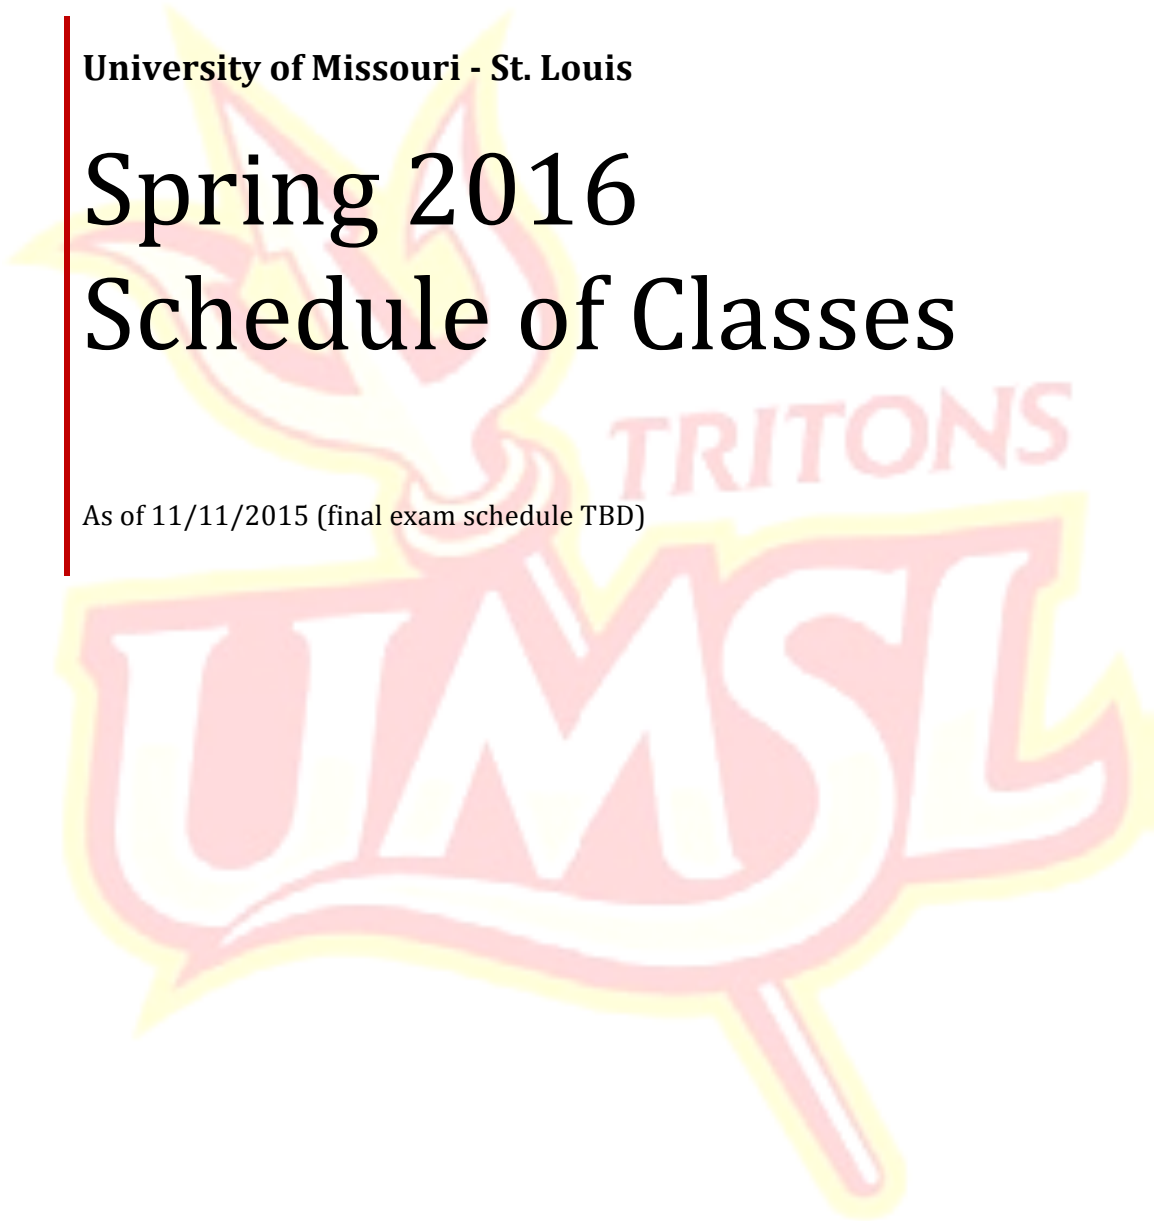 University of Missouri - St. Louis
Spring 2016
Schedule of Classes
TRITONS
As of 11/11/2015 (final exam schedule TBD)
UMSL